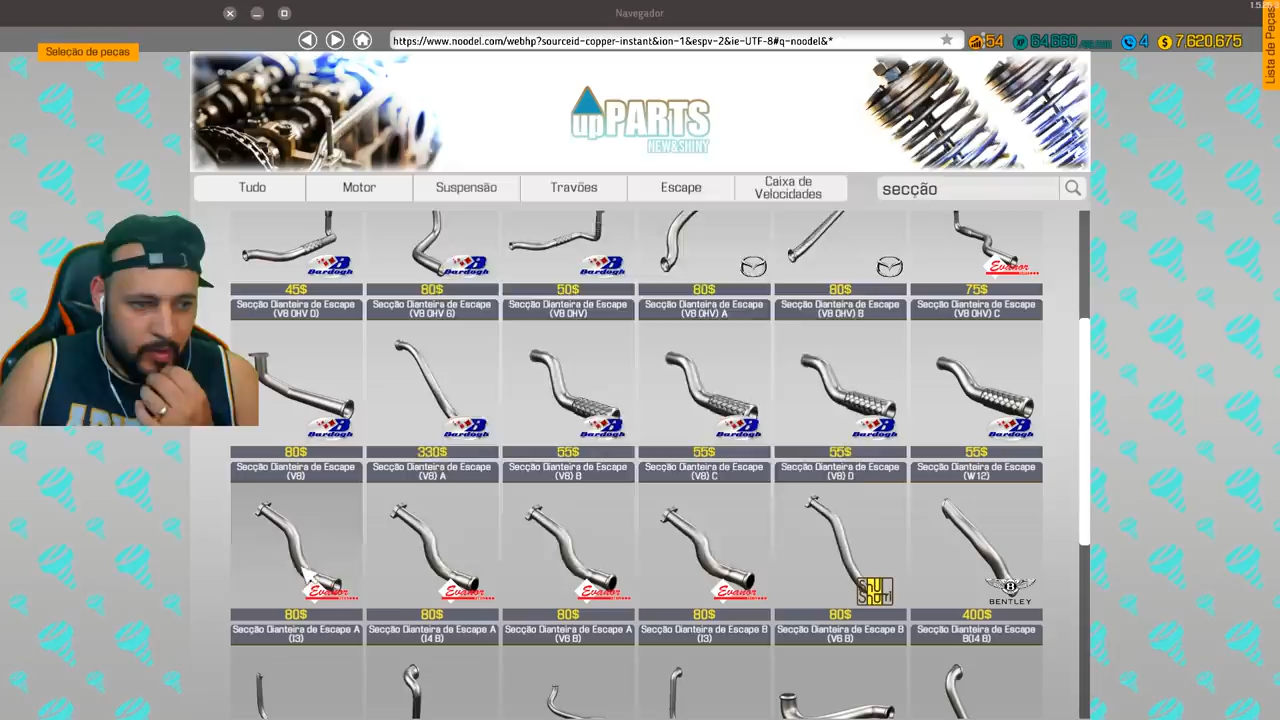 Navegador
1.5.26.3
Seleção de peças
https://www.noodel.com/webhp?sourceid-copper-instant&ion-1&espv-2&ie-UTF-8#q-noodel&*
54
64,660
4
7,620,675
Lista de Peças
upPARTS
NEW&SHINY
Tudo
Motor
Suspensão
Travões
Escape
Caixa de
Velocidades
secção
Bardogh
Bardogh
Bardogh
Evanor
45$
80$
50$
80$
80$
75$
Secção Dianteira de Escape
(V8 OHV D)
Secção Dianteira de Escape
(V8 OHV G)
Secção Dianteira de Escape
(V8 OHV)
Secção Dianteira de Escape
(V8 OHV) A
Secção Dianteira de Escape
(V8 OHV) B
Secção Dianteira de Escape
(V8 OHV) C
Bardogh
Bardogh
Bardogh
Bardogh
Bardogh
Bardogh
80$
330$
55$
55$
55$
55$
Secção Dianteira de Escape
(V8)
Secção Dianteira de Escape
(V8) A
Secção Dianteira de Escape
(V8) B
Secção Dianteira de Escape
(V8) C
Secção Dianteira de Escape
(V8) D
Secção Dianteira de Escape
(W12)
Evanor
Evanor
Evanor
Evanor
BENTLEY
80$
80$
80$
80$
80$
400$
Secção Dianteira de Escape A
(I3)
Secção Dianteira de Escape A
(I4 B)
Secção Dianteira de Escape A
(V6 B)
Secção Dianteira de Escape B
(I3)
Secção Dianteira de Escape B
(V6 B)
Secção Dianteira de Escape
B(I4 B)